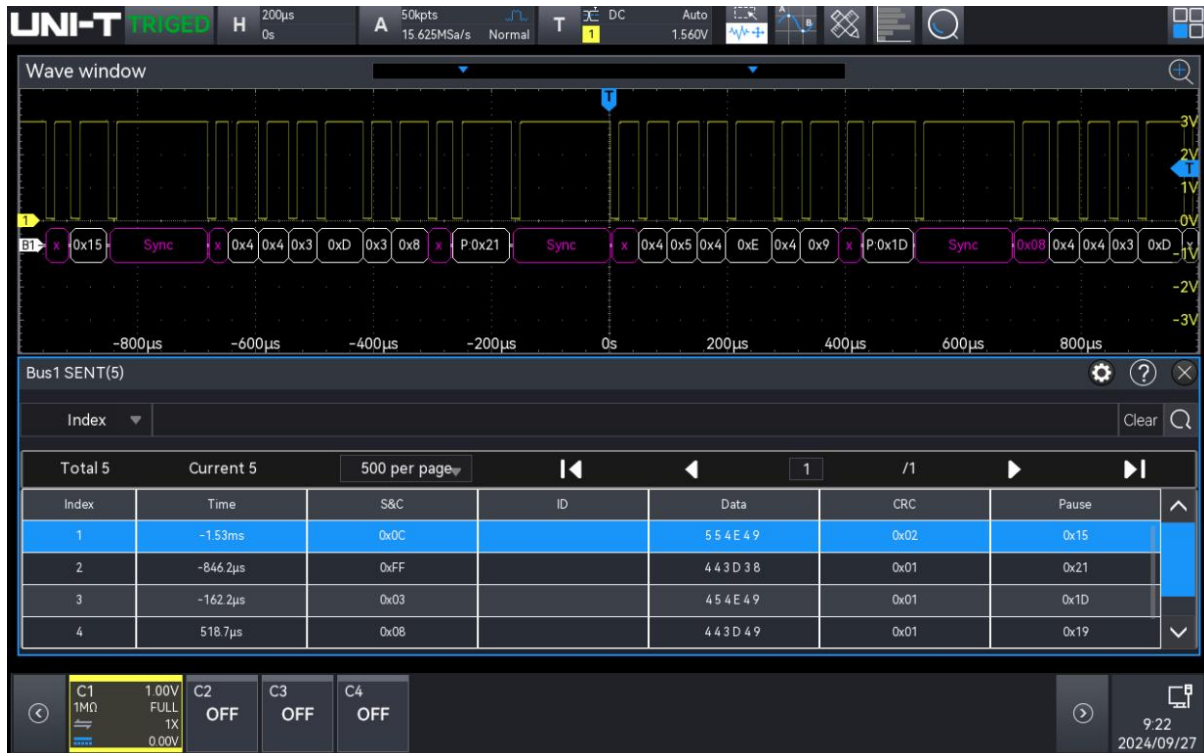 UNI-T TRIGED H 200μs 0s A 50kpts 15.625MSa/s Normal T DC 1 Auto 1.560V
Wave window
T
3V
2V
T
1V
0V
-1V
-2V
-3V
1
B1 x 0x15 Sync x 0x4 0x4 0x3 0xD 0x3 0x8 x P:0x21 Sync x 0x4 0x5 0x4 0xE 0x4 0x9 x P:0x1D Sync 0x08 0x4 0x4 0x3 0xD
-800μs -600μs -400μs -200μs 0s 200μs 400μs 600μs 800μs
Bus1 SENT(5)
Index Clear
Total 5 Current 5 500 per page 1 /1
Index Time S&C ID Data CRC Pause
1 -1.53ms 0x0C 5 5 4 E 4 9 0x02 0x15
2 -846.2μs 0xFF 4 4 3 D 3 8 0x01 0x21
3 -162.2μs 0x03 4 5 4 E 4 9 0x01 0x1D
4 518.7μs 0x08 4 4 3 D 4 9 0x01 0x19
C1 1.00V 1MΩ FULL 1X 0.00V
C2 OFF
C3 OFF
C4 OFF
9:22
2024/09/27